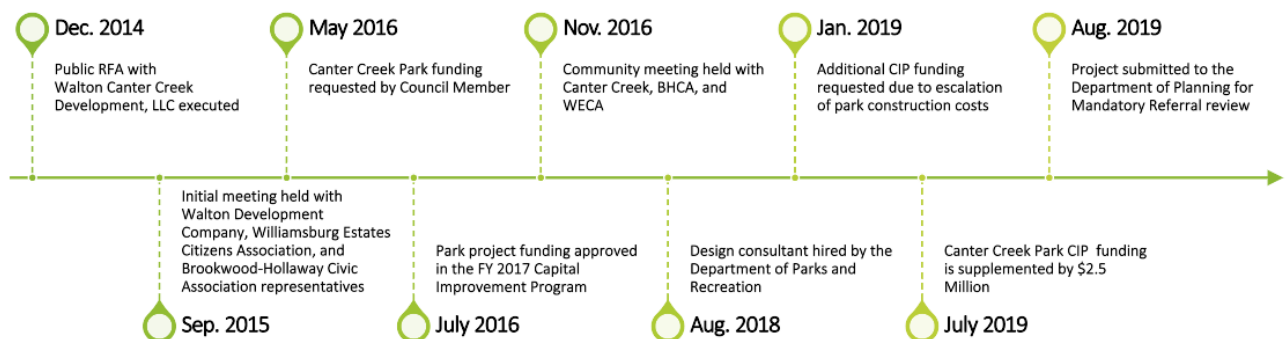 Dec. 2014
Public RFA with
Walton Canter Creek
Development, LLC executed
Sep. 2015
Initial meeting held with
Walton Development
Company, Williamsburg Estates
Citizens Association, and
Brookwood-Hollaway Civic
Association representatives
May 2016
Canter Creek Park funding
requested by Council Member
July 2016
Park project funding approved
in the FY 2017 Capital
Improvement Program
Nov. 2016
Community meeting held with
Canter Creek, BHCA, and
WECA
Aug. 2018
Design consultant hired by the
Department of Parks and
Recreation
Jan. 2019
Additional CIP funding
requested due to escalation
of park construction costs
July 2019
Canter Creek Park CIP funding
is supplemented by $2.5
Million
Aug. 2019
Project submitted to the
Department of Planning for
Mandatory Referral review